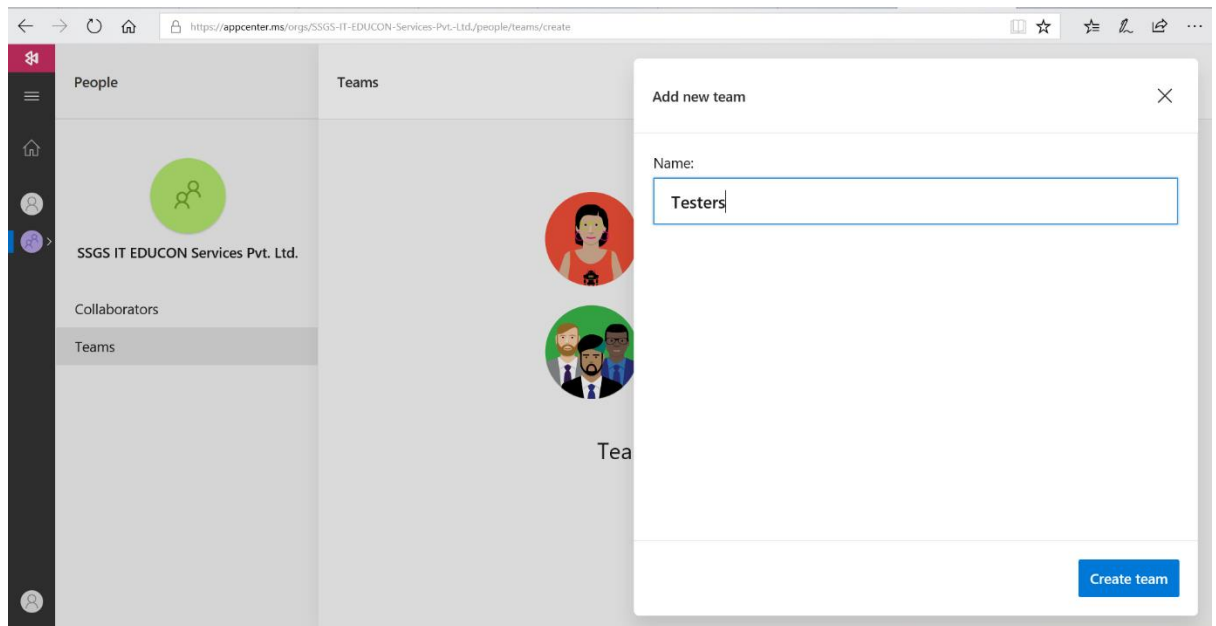 https://appcenter.ms/orgs/SSGS-IT-EDUCON-Services-Pvt.-Ltd./people/teams/create
People
Teams
Add new team
Name:
Testers
SSGS IT EDUCON Services Pvt. Ltd.
Collaborators
Teams
Tea
Create team